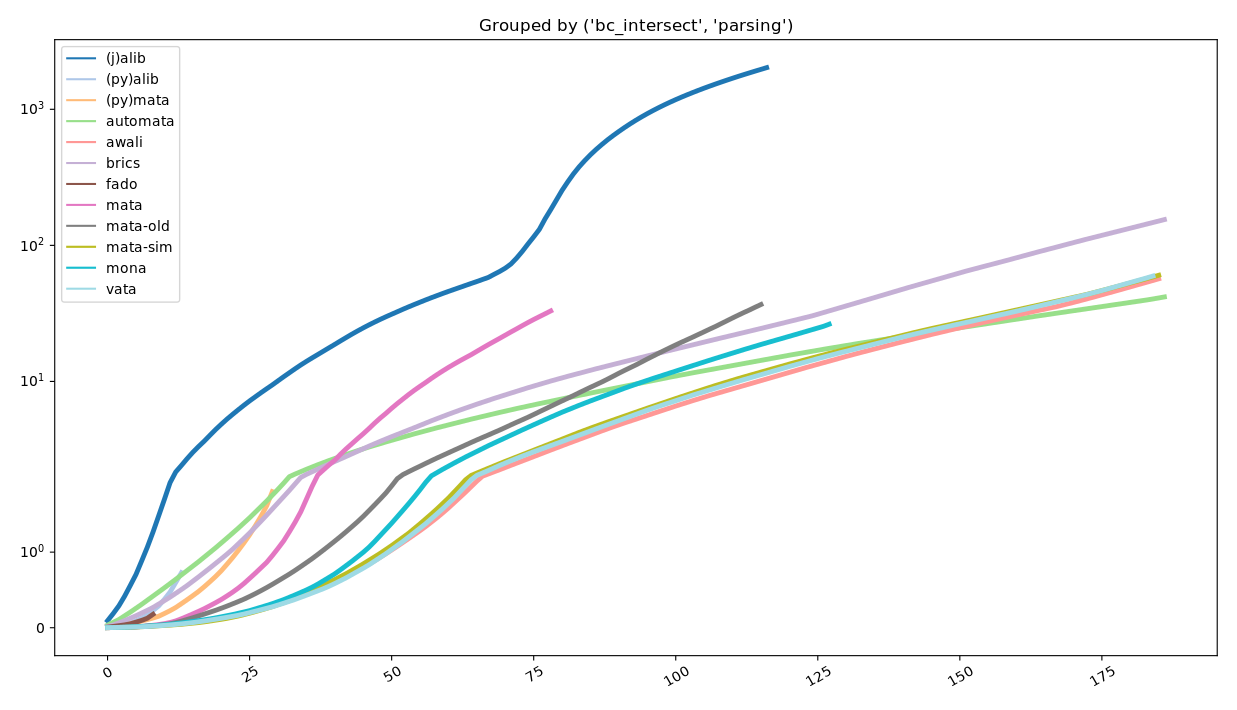 Grouped by ('bc_intersect', 'parsing')
(j)alib
(py)alib
(py)mata
automata
awali
brics
fado
mata
mata-old
mata-sim
mona
vata
10³
10²
10¹
10⁰
0
0 25 50 75 100 125 150 175